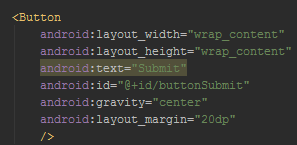 <Button
android:layout_width="wrap_content"
android:layout_height="wrap_content"
android:text="Submit"
android:id="@+id/buttonSubmit"
android:gravity="center"
android:layout_margin="20dp"
/>